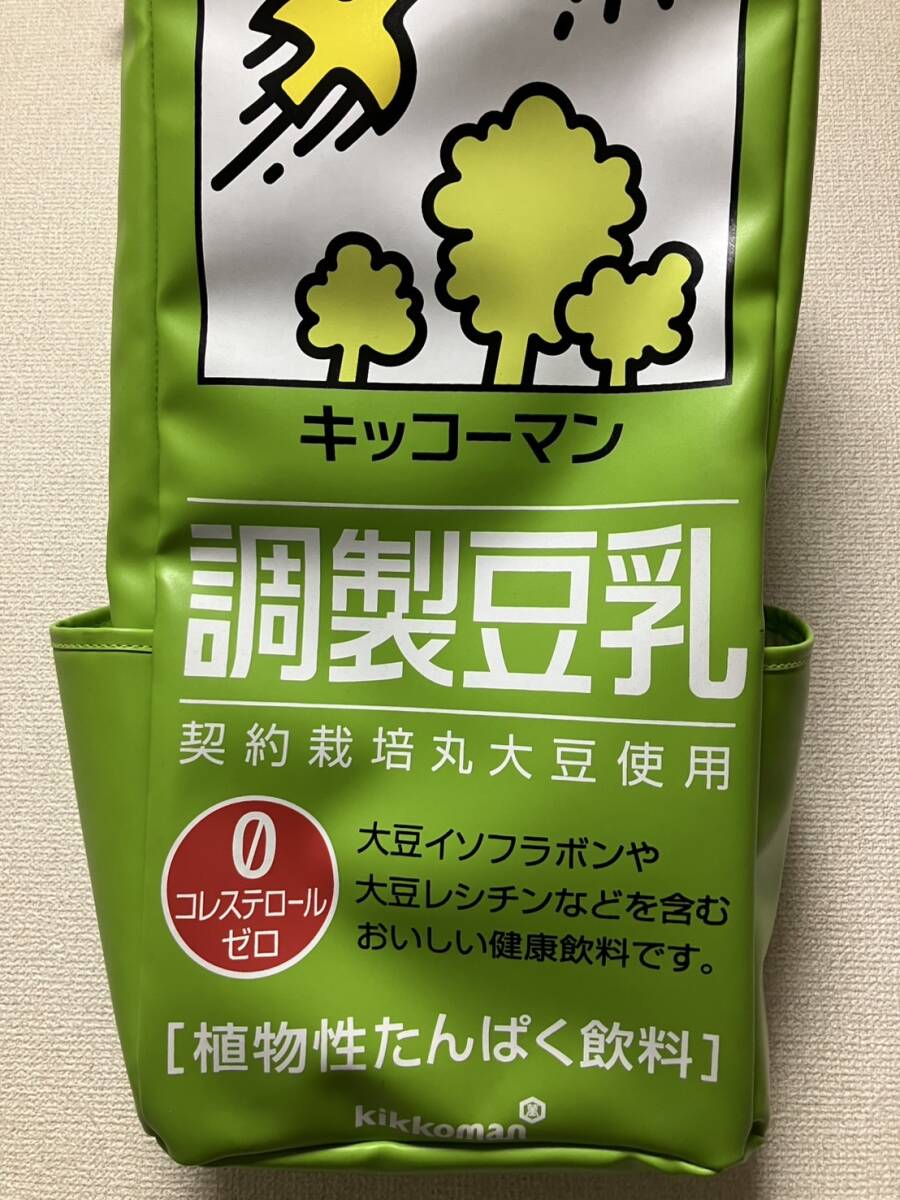 キッコーマン
調製豆乳
契約栽培丸大豆使用
0
コレステロール
ゼロ
大豆イソフラボンや
大豆レシチンなどを含む
おいしい健康飲料です。
［植物性たんぱく飲料］
kikkoman